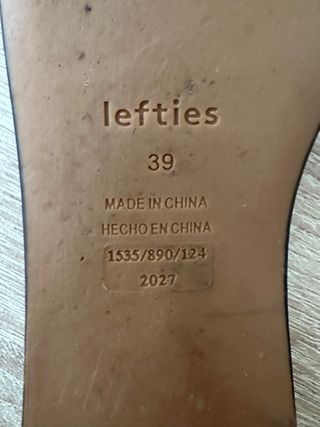 lefties
39
MADE IN CHINA
HECHO EN CHINA
1535/890/124
2027